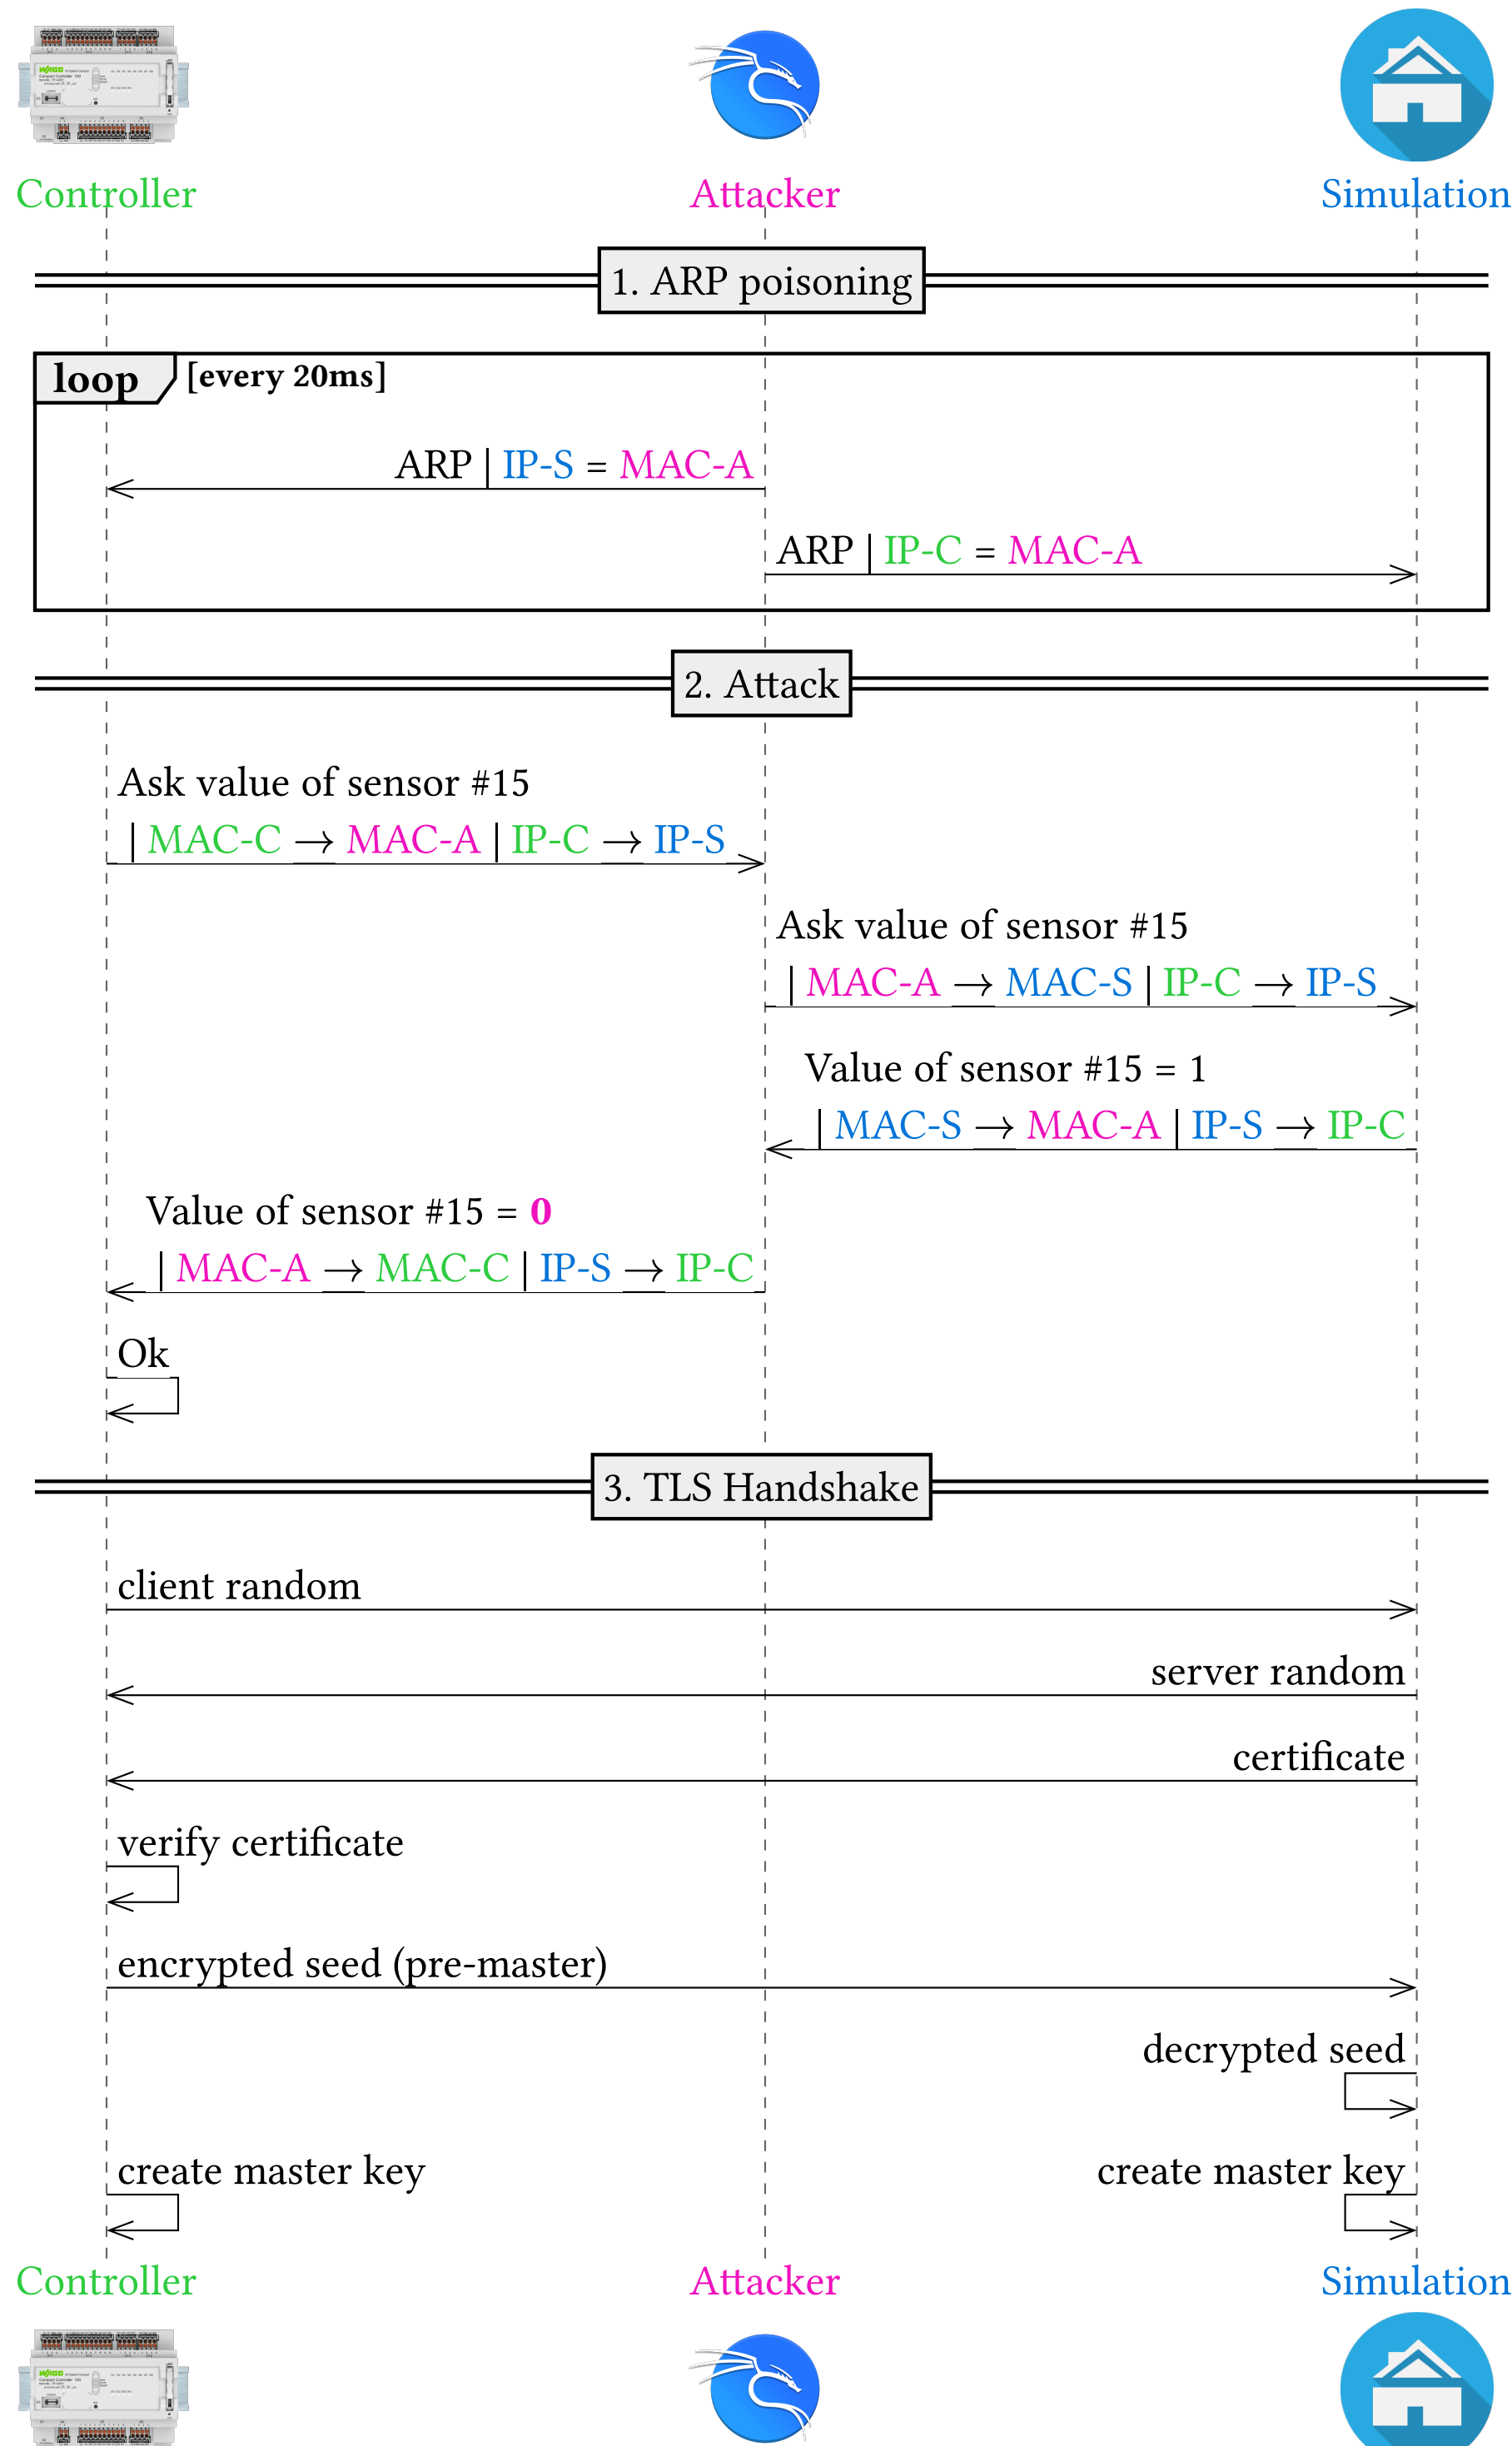 WAGO
Controller
Attacker
Simulation
1. ARP poisoning
loop [every 20ms]
ARP | IP-S = MAC-A
ARP | IP-C = MAC-A
2. Attack
Ask value of sensor #15
| MAC-C → MAC-A | IP-C → IP-S
Ask value of sensor #15
| MAC-A → MAC-S | IP-C → IP-S
Value of sensor #15 = 1
| MAC-S → MAC-A | IP-S → IP-C
Value of sensor #15 = 0
| MAC-A → MAC-C | IP-S → IP-C
Ok
3. TLS Handshake
client random
server random
certificate
verify certificate
encrypted seed (pre-master)
decrypted seed
create master key
create master key
Controller
Attacker
Simulation
WAGO